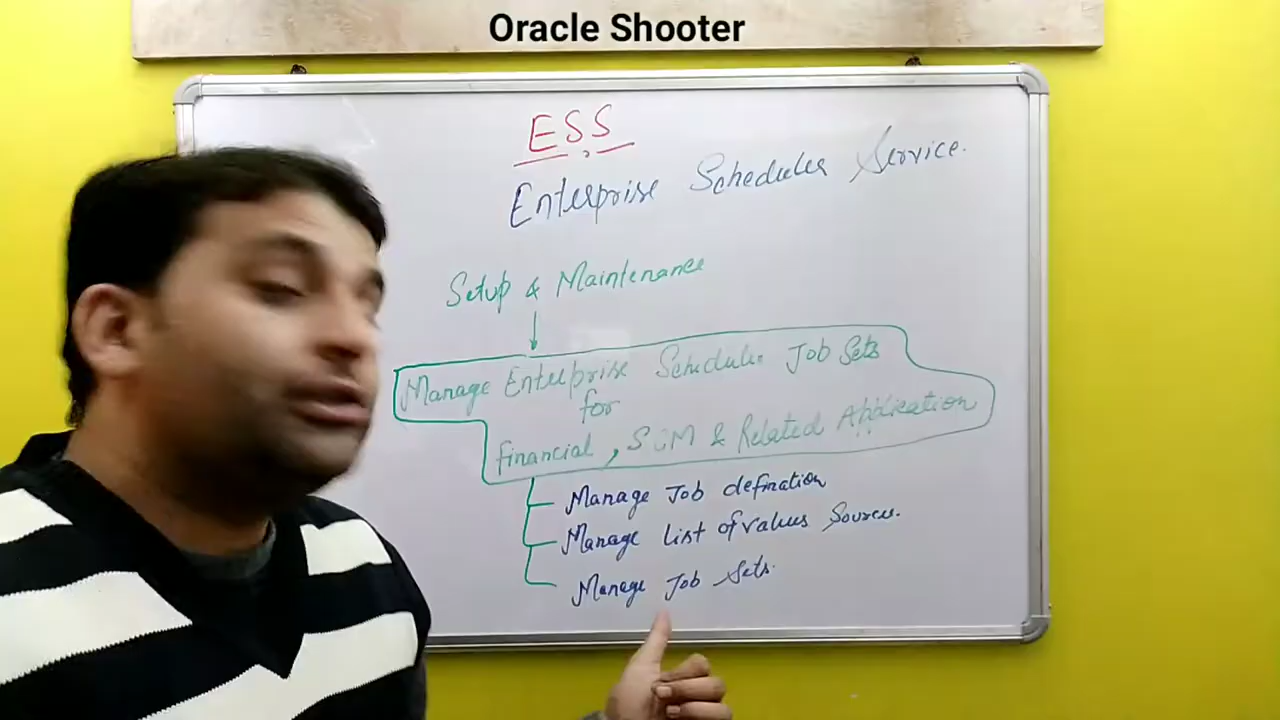 Oracle Shooter
ESS
Enterprise Scheduler Service.
Setup & Maintenance
Manage Enterprise Scheduler Job Sets
for
Financial, SCM & Related Application
Manage Job defination
Manage List of values Sources.
Manage Job Sets.